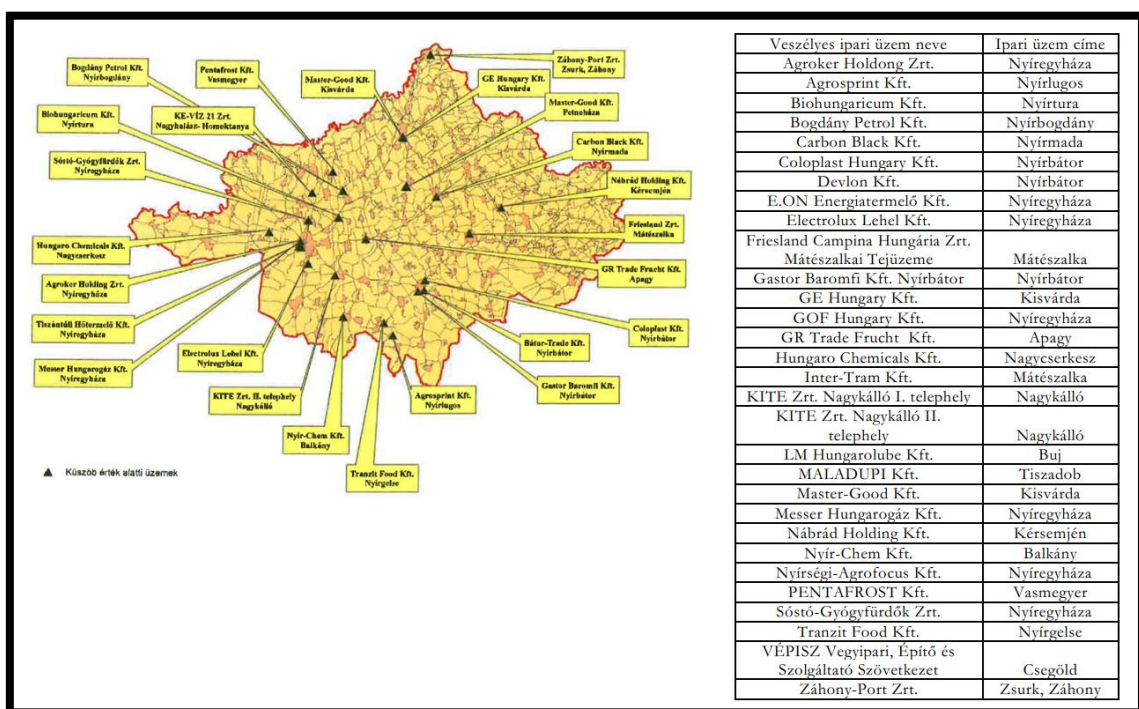 Bogdány Petrol Kft.
Nyírbogdány
Pentafrost Kft.
Vasmegyer
Master-Good Kft.
Kisvárda
GE Hungary Kft.
Kisvárda
Záhony-Port Zrt.
Zsurk, Záhony
Biohungaricum Kft.
Nyírtura
KE-VÍZ 21 Zrt.
Nagyhalász- Homoktanya
Master-Good Kft.
Petneháza
Sóstó-Gyógyfürdők Zrt.
Nyíregyháza
Carbon Black Kft.
Nyírmada
Nábrád Holding Kft.
Kérsemjén
Hungaro Chemicals Kft.
Nagycserkesz
Friesland Zrt.
Mátészalka
Agroker Holding Zrt.
Nyíregyháza
GR Trade Frucht Kft.
Apagy
Tiszántúli Hőtermelő Kft.
Nyíregyháza
Coloplast Kft.
Nyírbátor
Messer Hungarogáz Kft.
Nyíregyháza
Electrolux Lehel Kft.
Nyíregyháza
Bátor-Trade Kft.
Nyírbátor
KITE Zrt. II. telephely
Nagykálló
Agrosprint Kft.
Nyírlugos
Gastor Baromfi Kft.
Nyírbátor
Nyír-Chem Kft.
Balkány
Tranzit Food Kft.
Nyírgelse
Küszöb érték alatti üzemek
Veszélyes ipari üzem neve Ipari üzem címe
Agroker Holdong Zrt. Nyíregyháza
Agrosprint Kft. Nyírlugos
Biohungaricum Kft. Nyírtura
Bogdány Petrol Kft. Nyírbogdány
Carbon Black Kft. Nyírmada
Coloplast Hungary Kft. Nyírbátor
Devlon Kft. Nyírbátor
E.ON Energiatermelő Kft. Nyíregyháza
Electrolux Lehel Kft. Nyíregyháza
Friesland Campina Hungária Zrt.
Mátészalkai Tejüzeme Mátészalka
Gastor Baromfi Kft. Nyírbátor Nyírbátor
GE Hungary Kft. Kisvárda
GOF Hungary Kft. Nyíregyháza
GR Trade Frucht Kft. Apagy
Hungaro Chemicals Kft. Nagycserkesz
Inter-Tram Kft. Mátészalka
KITE Zrt. Nagykálló I. telephely Nagykálló
KITE Zrt. Nagykálló II.
telephely Nagykálló
LM Hungarolube Kft. Buj
MALADUPI Kft. Tiszadob
Master-Good Kft. Kisvárda
Messer Hungarogáz Kft. Nyíregyháza
Nábrád Holding Kft. Kérsemjén
Nyír-Chem Kft. Balkány
Nyírségi-Agrofocus Kft. Nyíregyháza
PENTAFROST Kft. Vasmegyer
Sóstó-Gyógyfürdők Zrt. Nyíregyháza
Tranzit Food Kft. Nyírgelse
VÉPISZ Vegyipari, Építő és
Szolgáltató Szövetkezet Csegöld
Záhony-Port Zrt. Zsurk, Záhony